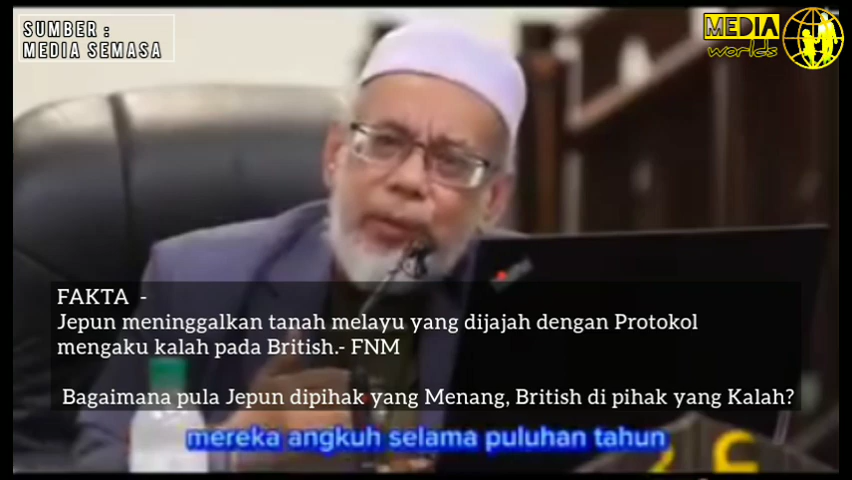 SUMBER :
MEDIA SEMASA
MEDIA
worlds
FAKTA -
Jepun meninggalkan tanah melayu yang dijajah dengan Protokol
mengaku kalah pada British.- FNM
Bagaimana pula Jepun dipihak yang Menang, British di pihak yang Kalah?
mereka angkuh selama puluhan tahun